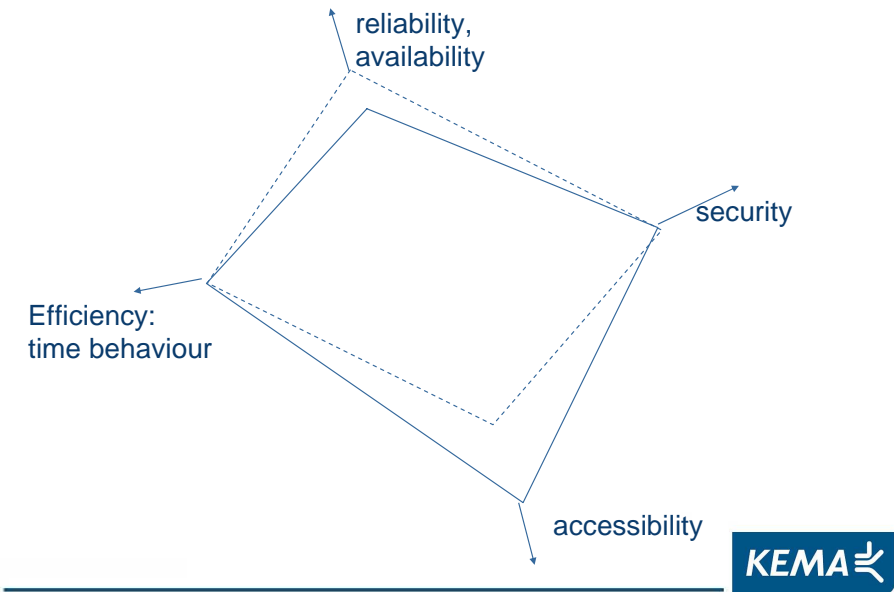 reliability,
availability
security
Efficiency:
time behaviour
accessibility
KEMA